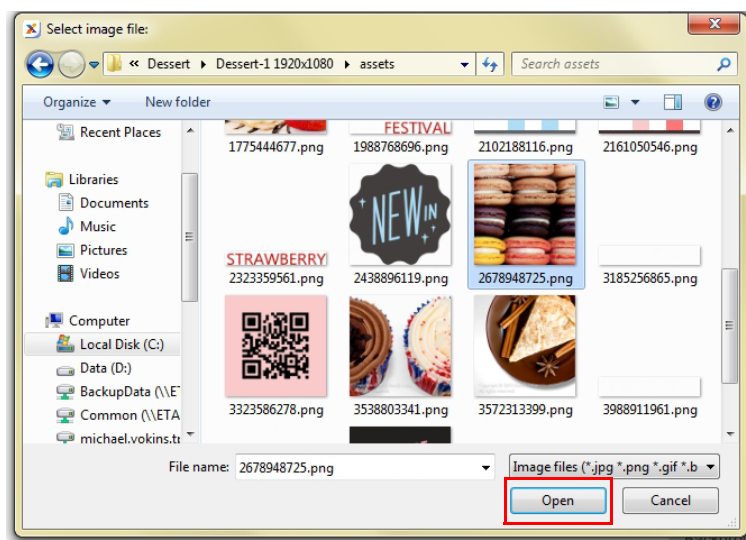 Select image file:
« Dessert ▸ Dessert-1 1920x1080 ▸ assets
Search assets
Organize ▾ New folder
Recent Places
Libraries
Documents
Music
Pictures
Videos
Computer
Local Disk (C:)
Data (D:)
BackupData (\\E
Common (\\ETA
michael.vokins.tr
FESTIVAL
1775444677.png 1988768696.png 2102188116.png 2161050546.png
NEW IN
STRAWBERRY
2323359561.png 2438896119.png 2678948725.png 3185256865.png
3323586278.png 3538803341.png 3572313399.png 3988911961.png
File name: 2678948725.png
Image files (*.jpg *.png *.gif *.b
Open Cancel